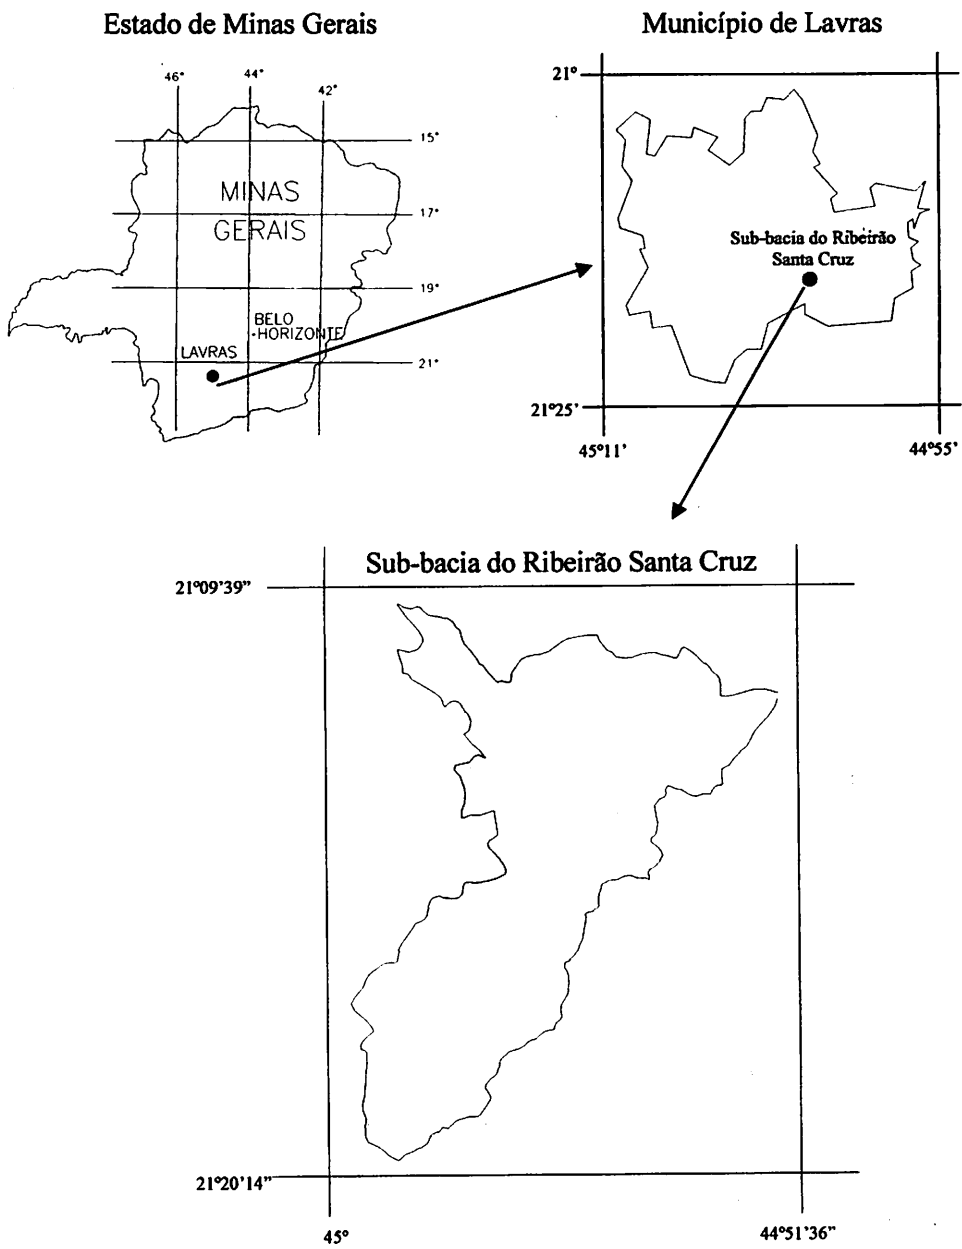 Estado de Minas Gerais
46°
44°
42°
15°
MINAS
17°
GERAIS
19°
BELO
HORIZONTE
LAVRAS
21°
Município de Lavras
21°
Sub-bacia do Ribeirão
Santa Cruz
21°25'
45°11'
44°55'
Sub-bacia do Ribeirão Santa Cruz
21°09'39"
21°20'14"
45°
44°51'36"